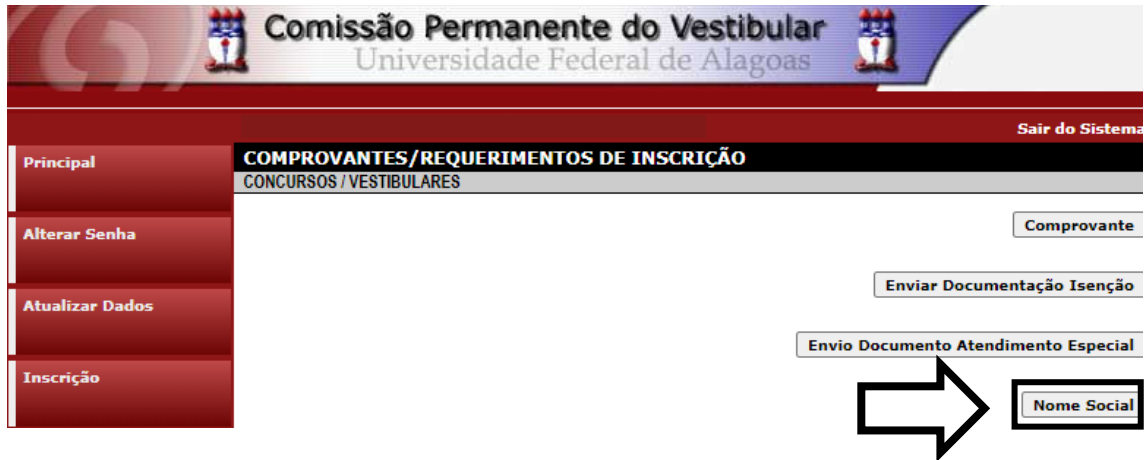 Comissão Permanente do Vestibular
Universidade Federal de Alagoas
Sair do Sistema
Principal
COMPROVANTES/REQUERIMENTOS DE INSCRIÇÃO
CONCURSOS / VESTIBULARES
Alterar Senha
Comprovante
Enviar Documentação Isenção
Atualizar Dados
Envio Documento Atendimento Especial
Inscrição
Nome Social